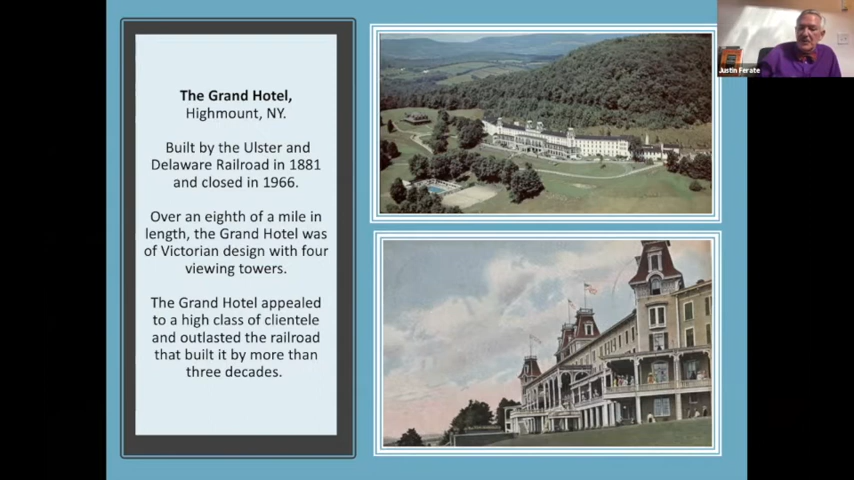 The Grand Hotel,
Highmount, NY.
Built by the Ulster and
Delaware Railroad in 1881
and closed in 1966.
Over an eighth of a mile in
length, the Grand Hotel was
of Victorian design with four
viewing towers.
The Grand Hotel appealed
to a high class of clientele
and outlasted the railroad
that built it by more than
three decades.
Justin Ferate